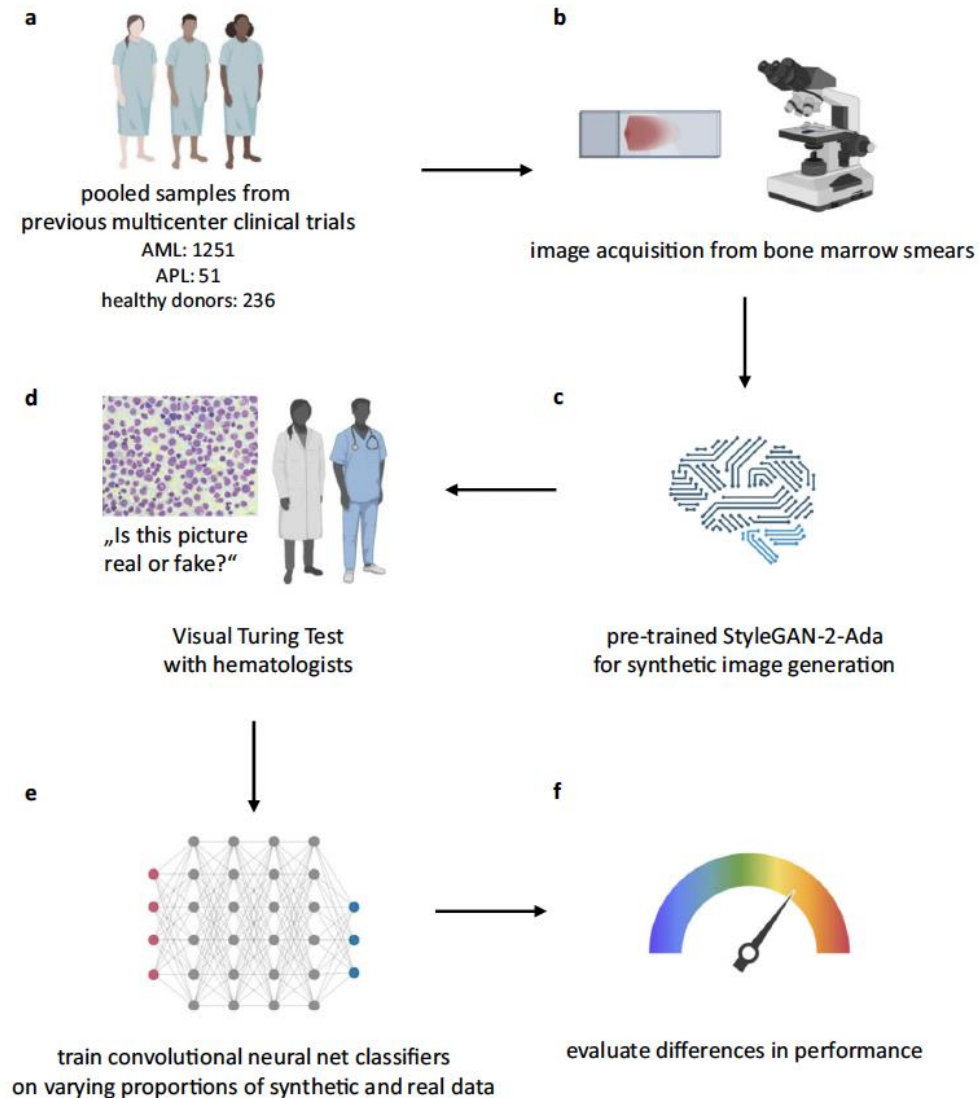 a
pooled samples from
previous multicenter clinical trials
AML: 1251
APL: 51
healthy donors: 236
b
image acquisition from bone marrow smears
c
pre-trained StyleGAN-2-Ada
for synthetic image generation
d
„Is this picture
real or fake?“
Visual Turing Test
with hematologists
e
train convolutional neural net classifiers
on varying proportions of synthetic and real data
f
evaluate differences in performance